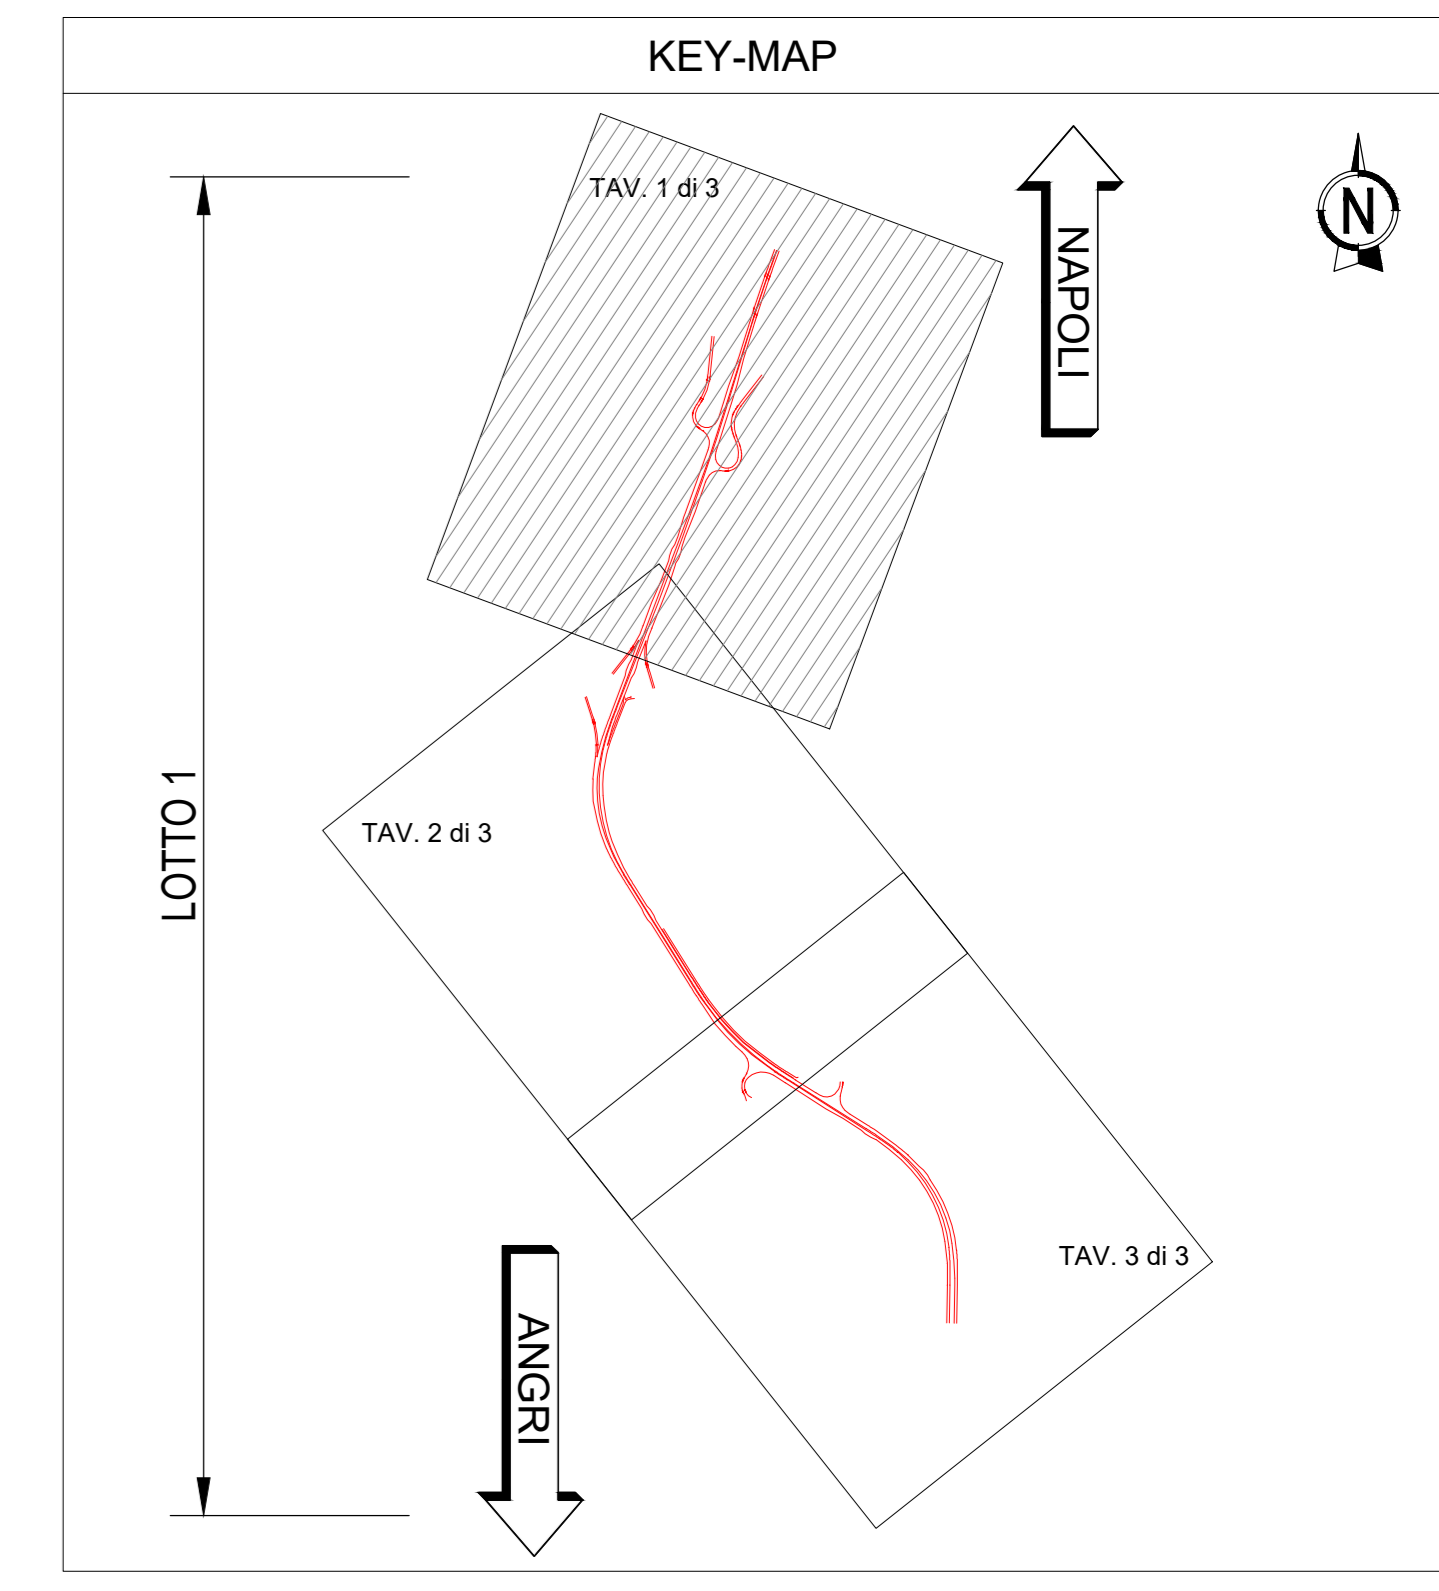 KEY-MAP
TAV. 1 di 3
NAPOLI
N
LOTTO 1
TAV. 2 di 3
TAV. 3 di 3
ANGRI